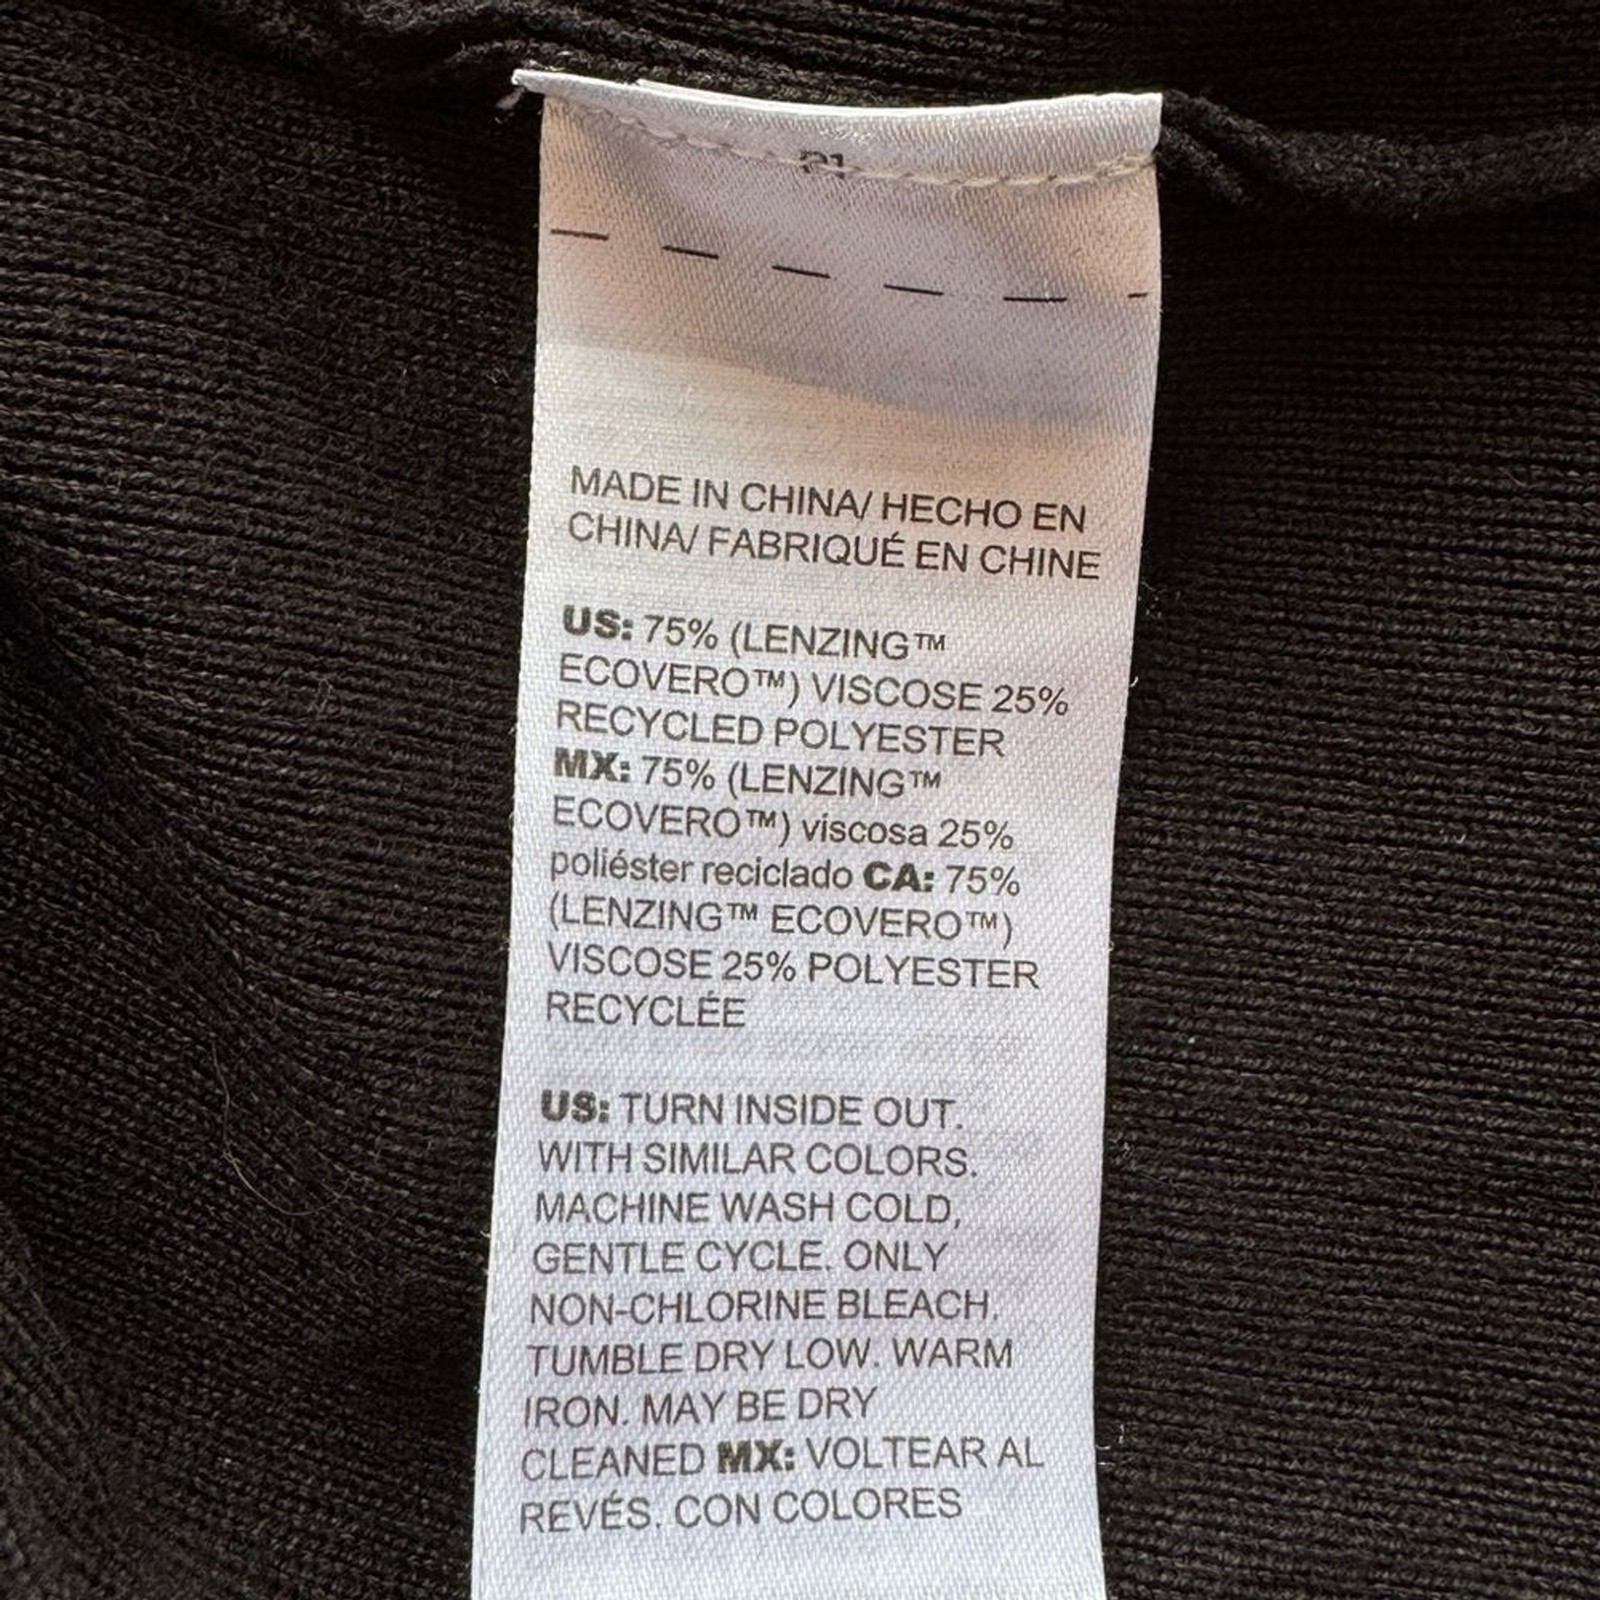 MADE IN CHINA/ HECHO EN
CHINA/ FABRIQUÉ EN CHINE
US: 75% (LENZING™
ECOVERO™) VISCOSE 25%
RECYCLED POLYESTER
MX: 75% (LENZING™
ECOVERO™) viscosa 25%
poliéster reciclado CA: 75%
(LENZING™ ECOVERO™)
VISCOSE 25% POLYESTER
RECYCLÉE
US: TURN INSIDE OUT.
WITH SIMILAR COLORS.
MACHINE WASH COLD,
GENTLE CYCLE. ONLY
NON-CHLORINE BLEACH.
TUMBLE DRY LOW. WARM
IRON. MAY BE DRY
CLEANED MX: VOLTEAR AL
REVÉS. CON COLORES